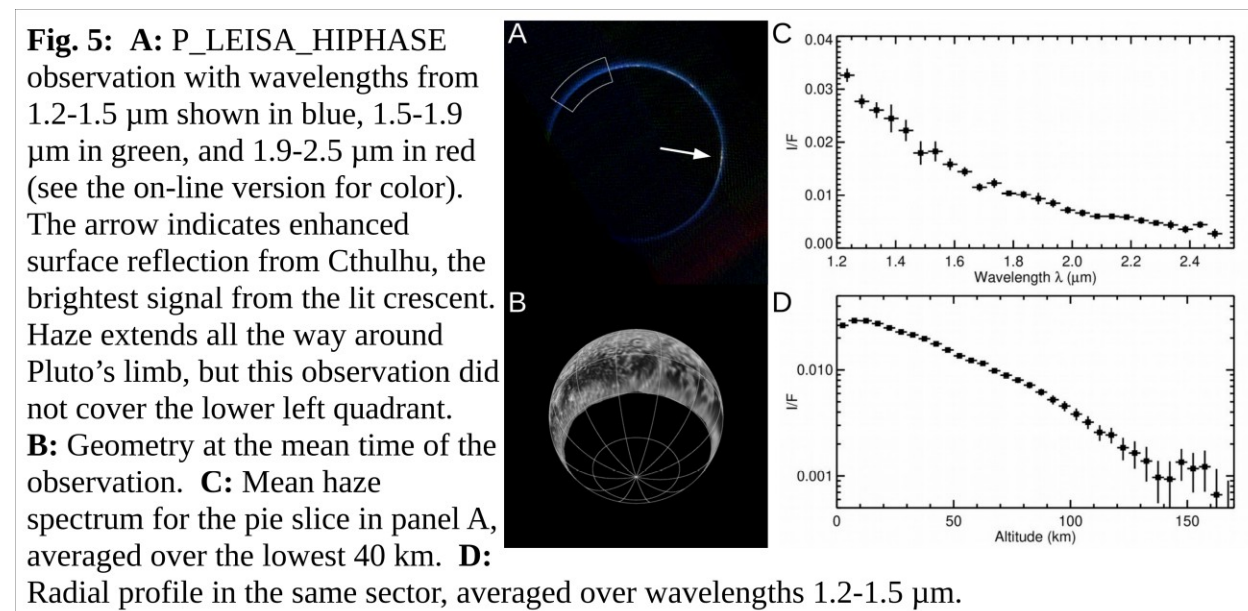 Fig. 5: A: P_LEISA_HIPHASE
observation with wavelengths from
1.2-1.5 µm shown in blue, 1.5-1.9
µm in green, and 1.9-2.5 µm in red
(see the on-line version for color).
The arrow indicates enhanced
surface reflection from Cthulhu, the
brightest signal from the lit crescent.
Haze extends all the way around
Pluto’s limb, but this observation did
not cover the lower left quadrant.
B: Geometry at the mean time of the
observation. C: Mean haze
spectrum for the pie slice in panel A,
averaged over the lowest 40 km. D:
Radial profile in the same sector, averaged over wavelengths 1.2-1.5 µm.
A
B
C
0.04
0.03
0.02
0.01
0.00
I/F
1.2 1.4 1.6 1.8 2.0 2.2 2.4
Wavelength λ (µm)
D
0.010
0.001
I/F
0 50 100 150
Altitude (km)